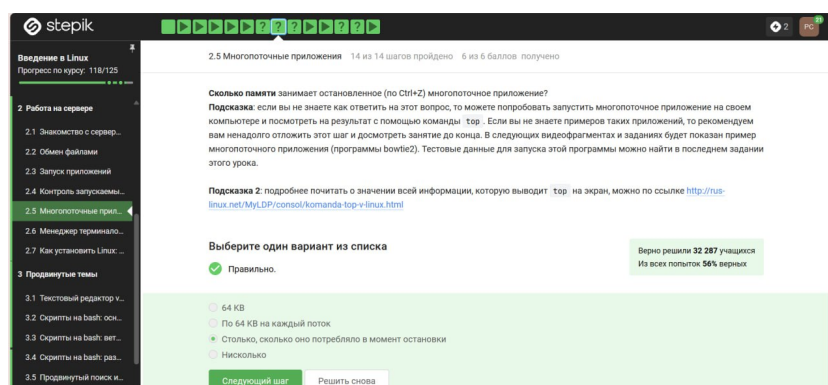 stepik
2
РС
21
Введение в Linux
Прогресс по курсу: 118/125
2 Работа на сервере
2.1 Знакомство с сервер...
2.2 Обмен файлами
2.3 Запуск приложений
2.4 Контроль запускаемы...
2.5 Многопоточные прил...
2.6 Менеджер терминало...
2.7 Как установить Linux: ...
3 Продвинутые темы
3.1 Текстовый редактор v...
3.2 Скрипты на bash: осн...
3.3 Скрипты на bash: вет...
3.4 Скрипты на bash: раз...
3.5 Продвинутый поиск и...
2.5 Многопоточные приложения 14 из 14 шагов пройдено 6 из 6 баллов получено
Сколько памяти занимает остановленное (по Ctrl+Z) многопоточное приложение?
Подсказка: если вы не знаете как ответить на этот вопрос, то можете попробовать запустить многопоточное приложение на своем
компьютере и посмотреть на результат с помощью команды top . Если вы не знаете примеров таких приложений, то рекомендуем
вам ненадолго отложить этот шаг и досмотреть занятие до конца. В следующих видеофрагментах и заданиях будет показан пример
многопоточного приложения (программы bowtie2). Тестовые данные для запуска этой программы можно найти в последнем задании
этого урока.
Подсказка 2: подробнее почитать о значении всей информации, которую выводит top на экран, можно по ссылке http://rus-
linux.net/MyLDP/consol/komanda-top-v-linux.html
Выберите один вариант из списка
Правильно.
Верно решили 32 287 учащихся
Из всех попыток 56% верных
64 KB
По 64 KB на каждый поток
Столько, сколько оно потребляло в момент остановки
Нисколько
Следующий шаг
Решить снова